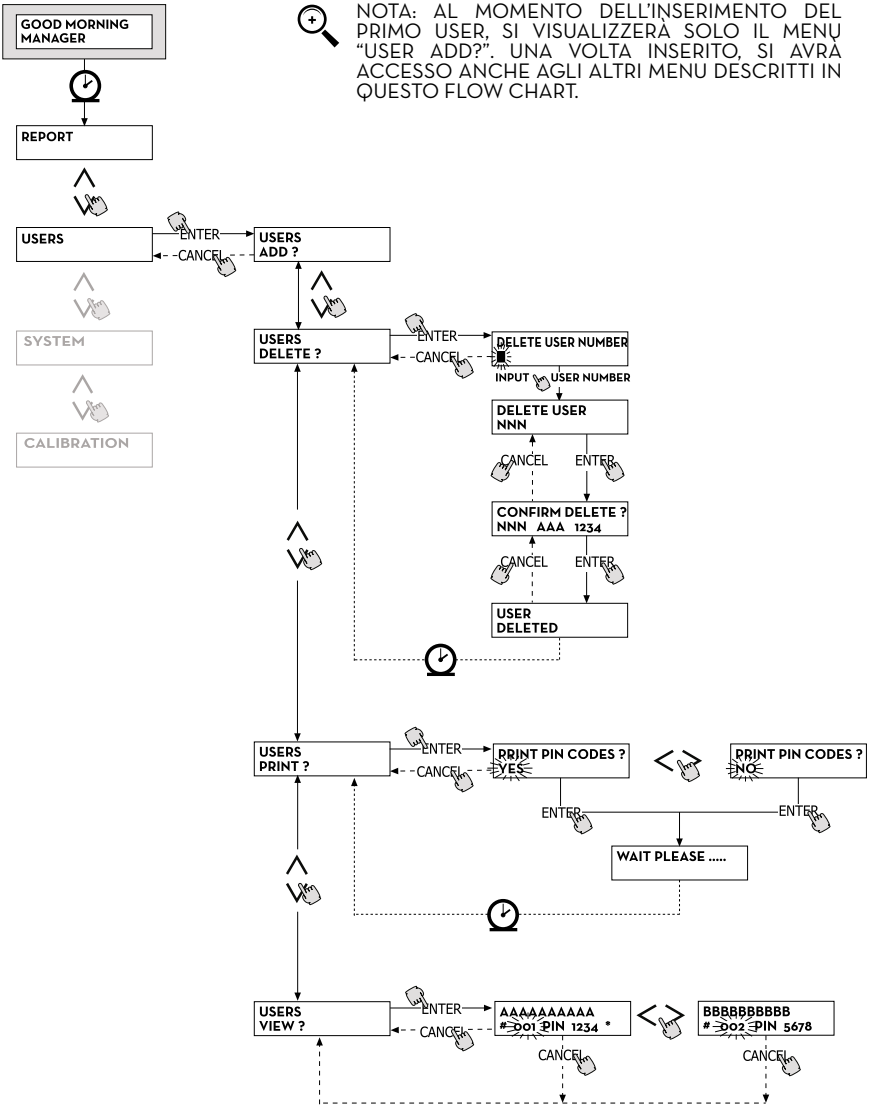 GOOD MORNING
MANAGER
NOTA: AL MOMENTO DELL'INSERIMENTO DEL
PRIMO USER, SI VISUALIZZERÀ SOLO IL MENU
"USER ADD?". UNA VOLTA INSERITO, SI AVRÀ
ACCESSO ANCHE AGLI ALTRI MENU DESCRITTI IN
QUESTO FLOW CHART.
REPORT
USERS
ENTER
CANCEL
USERS
ADD ?
SYSTEM
CALIBRATION
USERS
DELETE ?
ENTER
CANCEL
DELETE USER NUMBER
INPUT USER NUMBER
DELETE USER
NNN
CANCEL ENTER
CONFIRM DELETE ?
NNN AAA 1234
CANCEL ENTER
USER
DELETED
USERS
PRINT ?
ENTER
CANCEL
PRINT PIN CODES ?
YES
PRINT PIN CODES ?
NO
ENTER
ENTER
WAIT PLEASE .....
USERS
VIEW ?
ENTER
CANCEL
AAAAAAAAAA
# 001 PIN 1234 *
BBBBBBBBBB
# 002 PIN 5678
CANCEL
CANCEL